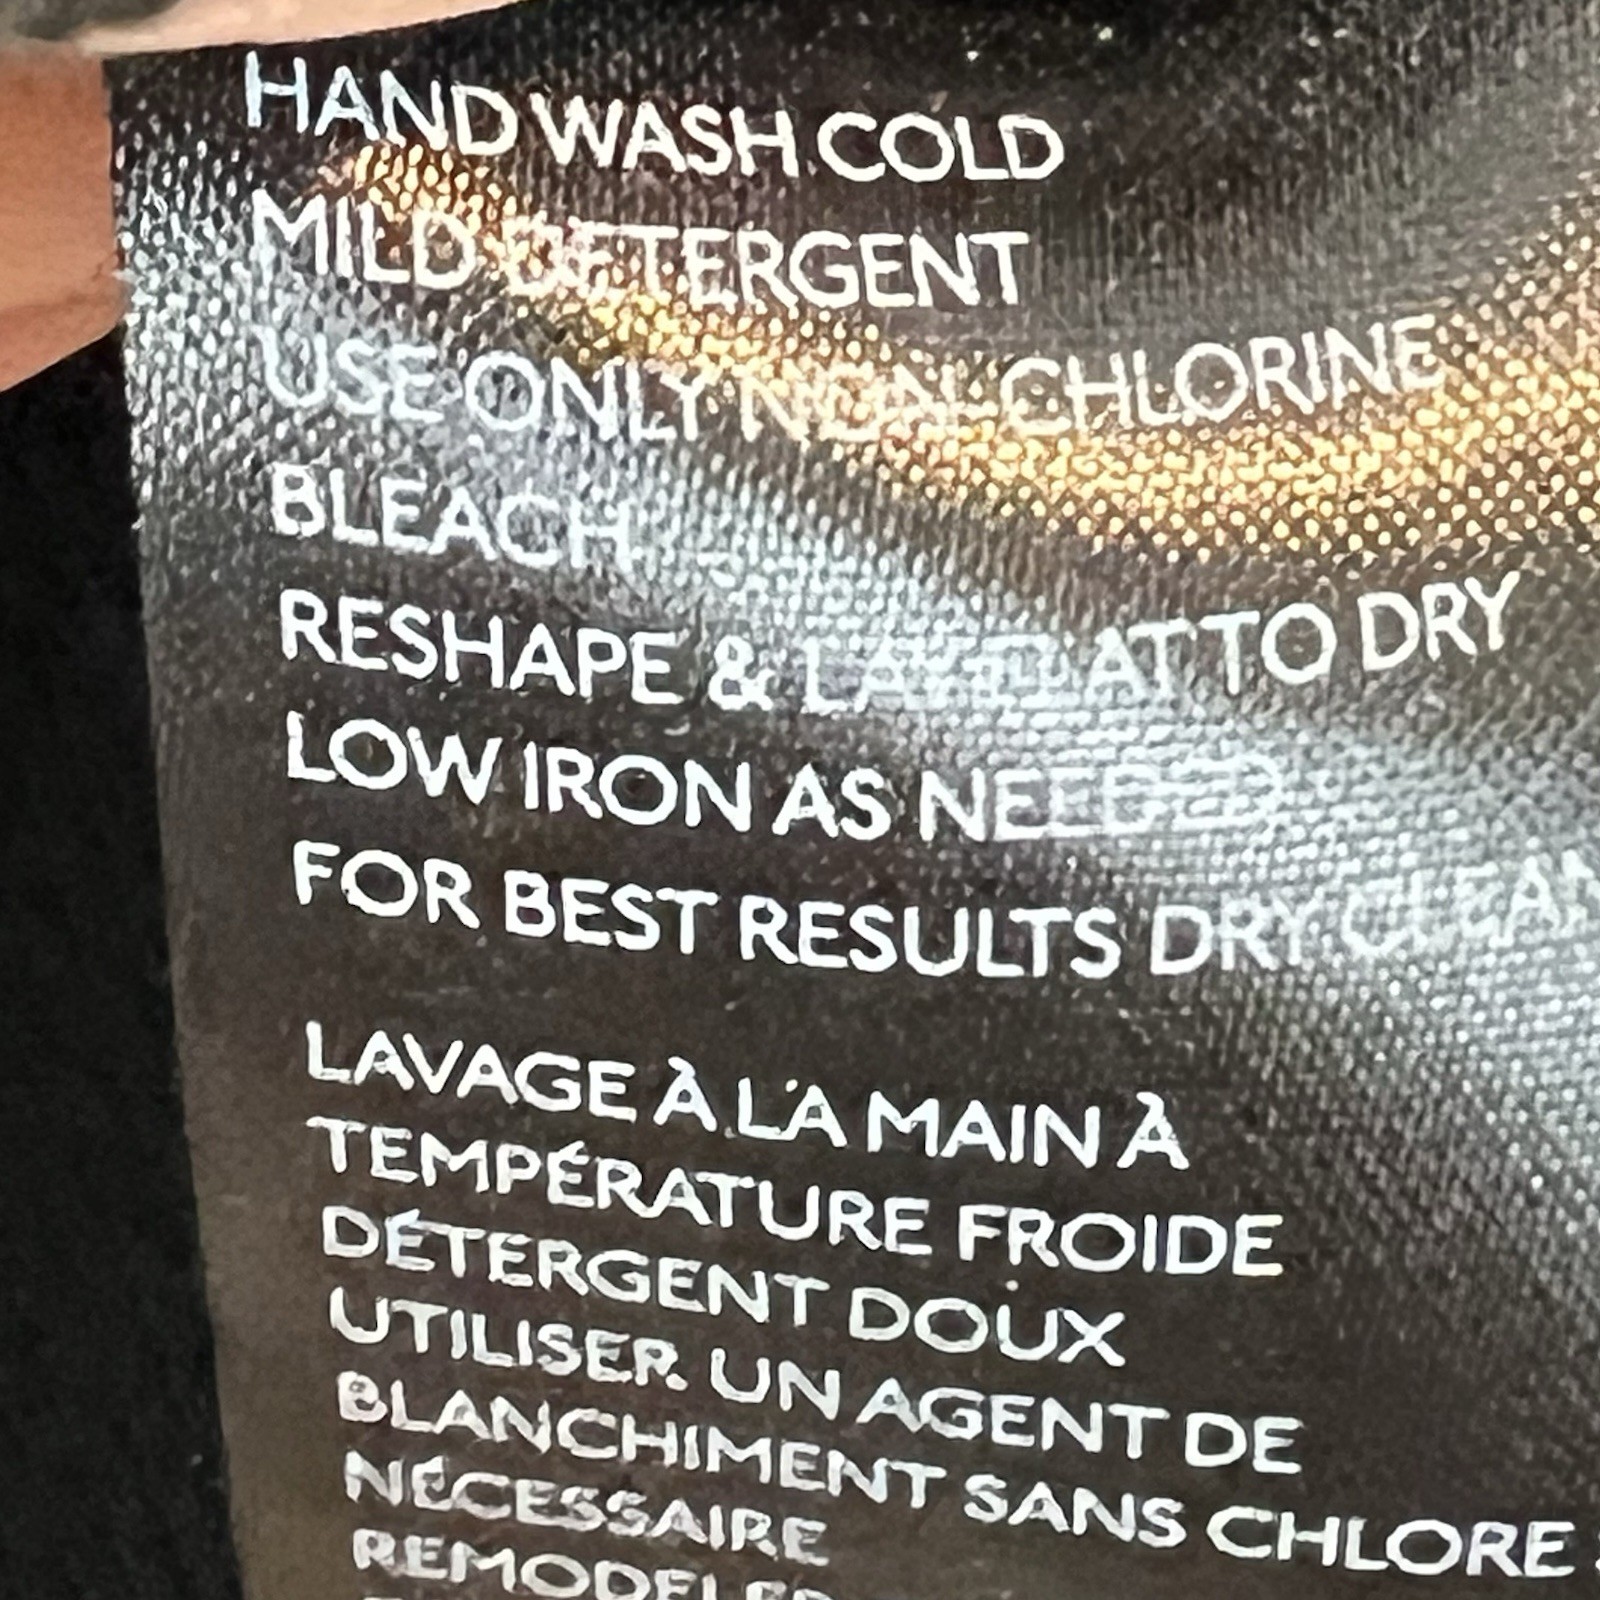 HAND WASH COLD
MILD DETERGENT
USE ONLY NON-CHLORINE
BLEACH
RESHAPE & LAY FLAT TO DRY
LOW IRON AS NEEDED
FOR BEST RESULTS DRY CLEAN
LAVAGE À LA MAIN À
TEMPÉRATURE FROIDE
DÉTERGENT DOUX
UTILISER UN AGENT DE
BLANCHIMENT SANS CHLORE
NÉCESSAIRE
REMODELER